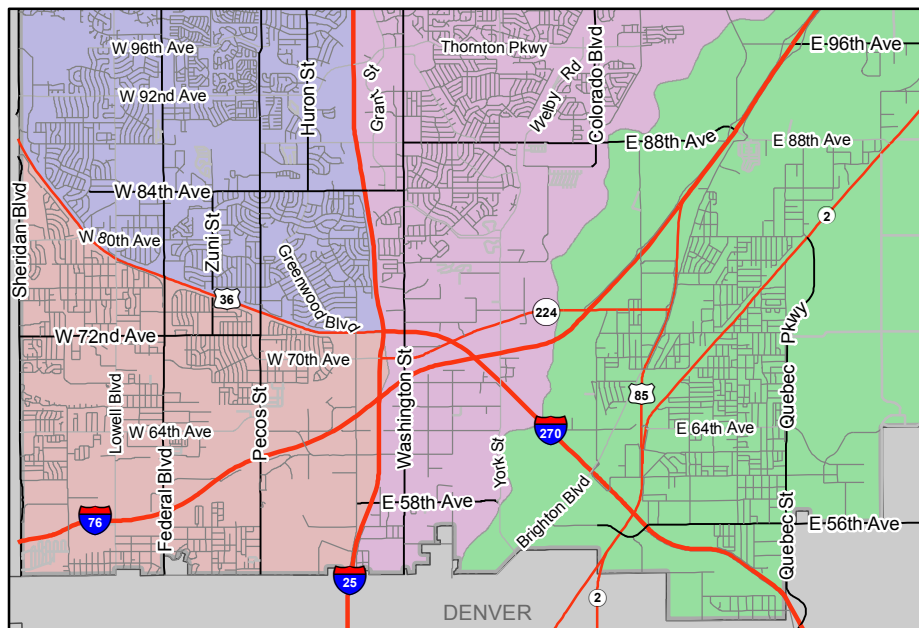 W 96th Ave
Huron St
Grant St
Thornton Pkwy
Welby Rd
Colorado Blvd
E 96th Ave
W 92nd Ave
E 88th Ave
E 88th Ave
W 84th Ave
Sheridan Blvd
W 80th Ave
Zuni St
Greenwood Blvd
2
36
224
W 72nd Ave
W 70th Ave
Washington St
Quebec Pkwy
Lowell Blvd
Pecos St
85
W 64th Ave
Federal Blvd
York St
270
E 64th Ave
76
E 58th Ave
Brighton Blvd
Quebec St
E 56th Ave
25
2
DENVER